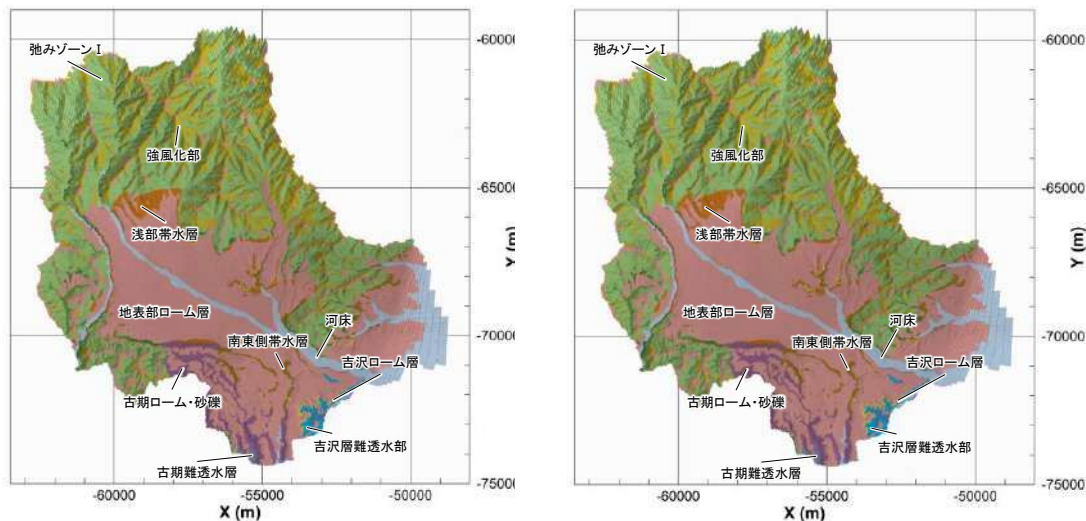 -60000
弛みゾーンⅠ
強風化部
-65000
浅部帯水層
Y (m)
地表部ローム層
河床
-70000
南東側帯水層
吉沢ローム層
古期ローム・砂礫
吉沢層難透水部
古期難透水層
-75000
-60000 -55000 -50000
X (m)
-60000
弛みゾーンⅠ
強風化部
-65000
浅部帯水層
Y (m)
地表部ローム層
河床
-70000
南東側帯水層
吉沢ローム層
古期ローム・砂礫
吉沢層難透水部
古期難透水層
-75000
-60000 -55000 -50000
X (m)